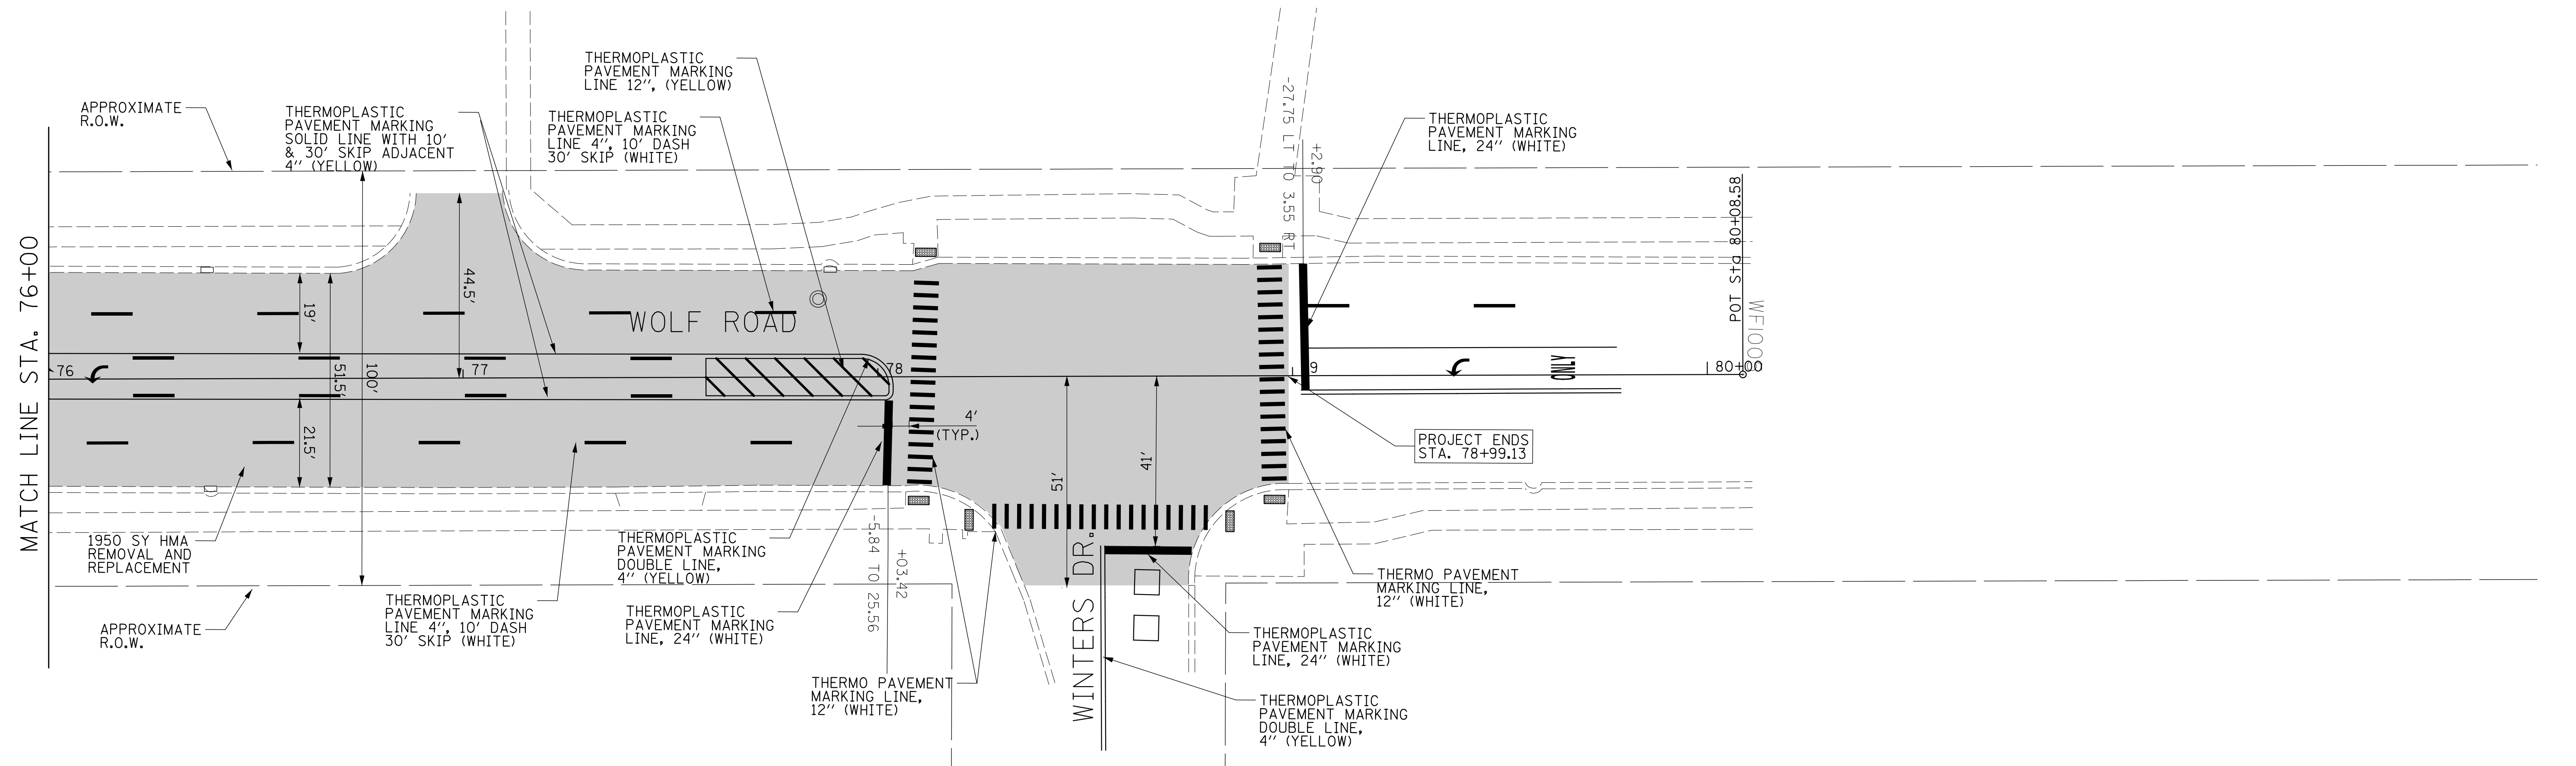 MATCH LINE STA. 76+00
APPROXIMATE
R.O.W.
THERMOPLASTIC
PAVEMENT MARKING
SOLID LINE WITH 10'
& 30' SKIP ADJACENT
4" (YELLOW)
THERMOPLASTIC
PAVEMENT MARKING
LINE 12", (YELLOW)
THERMOPLASTIC
PAVEMENT MARKING
LINE 4", 10' DASH
30' SKIP (WHITE)
-27.75 LT TO 3.55 RT
+2.90
THERMOPLASTIC
PAVEMENT MARKING
LINE, 24" (WHITE)
POT Sta 80+08.58
WF100
WOLF ROAD
19'
44.5'
51.5'
100'
21.5'
76
77
78
9
80+00
ONLY
4'
(TYP.)
51'
41'
PROJECT ENDS
STA. 78+99.13
1950 SY HMA
REMOVAL AND
REPLACEMENT
APPROXIMATE
R.O.W.
THERMOPLASTIC
PAVEMENT MARKING
LINE 4", 10' DASH
30' SKIP (WHITE)
THERMOPLASTIC
PAVEMENT MARKING
DOUBLE LINE,
4" (YELLOW)
THERMOPLASTIC
PAVEMENT MARKING
LINE, 24" (WHITE)
-5.84 TO 25.56
+03.42
THERMO PAVEMENT
MARKING LINE,
12" (WHITE)
WINTERS DR.
THERMO PAVEMENT
MARKING LINE,
12" (WHITE)
THERMOPLASTIC
PAVEMENT MARKING
LINE, 24" (WHITE)
THERMOPLASTIC
PAVEMENT MARKING
DOUBLE LINE,
4" (YELLOW)